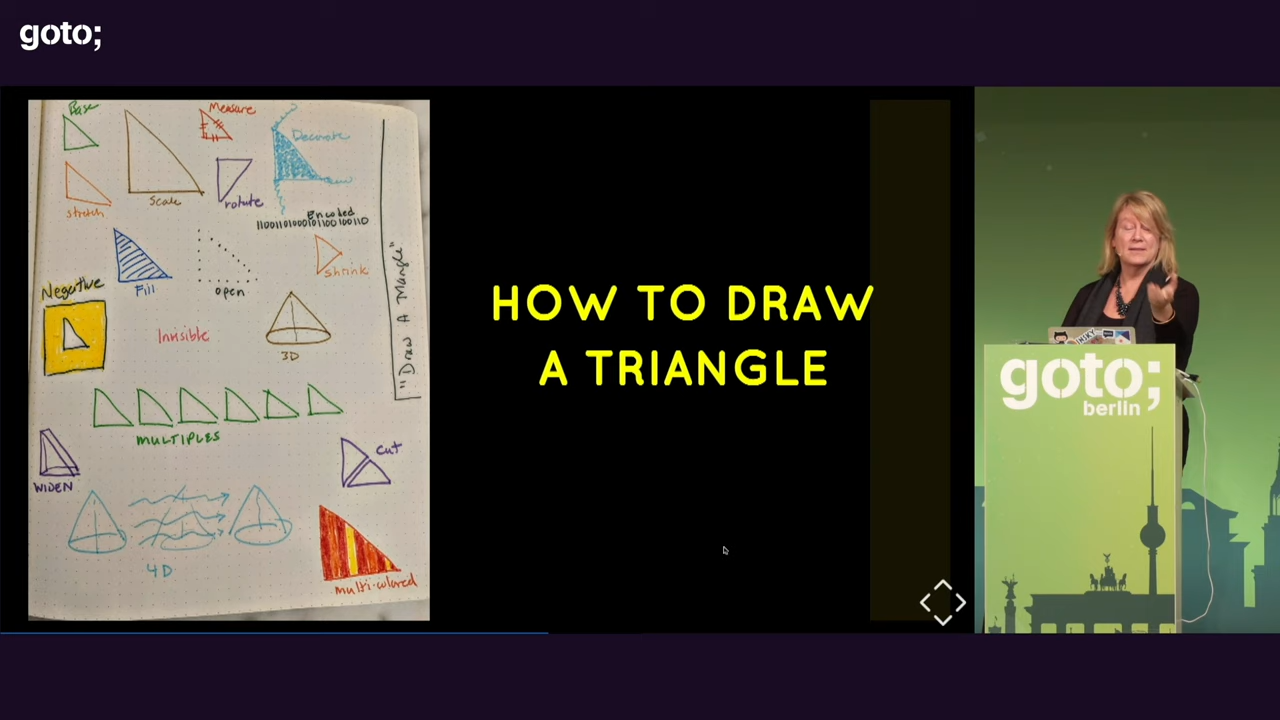 goto;
Base
Measure
Decorate
stretch
Scale
rotate
Encoded
Fill
open
shrink
Negative
Invisible
3D
"Draw A Triangle"
MULTIPLES
WIDEN
cut
4D
multi-colored
HOW TO DRAW
A TRIANGLE
goto;
berlin